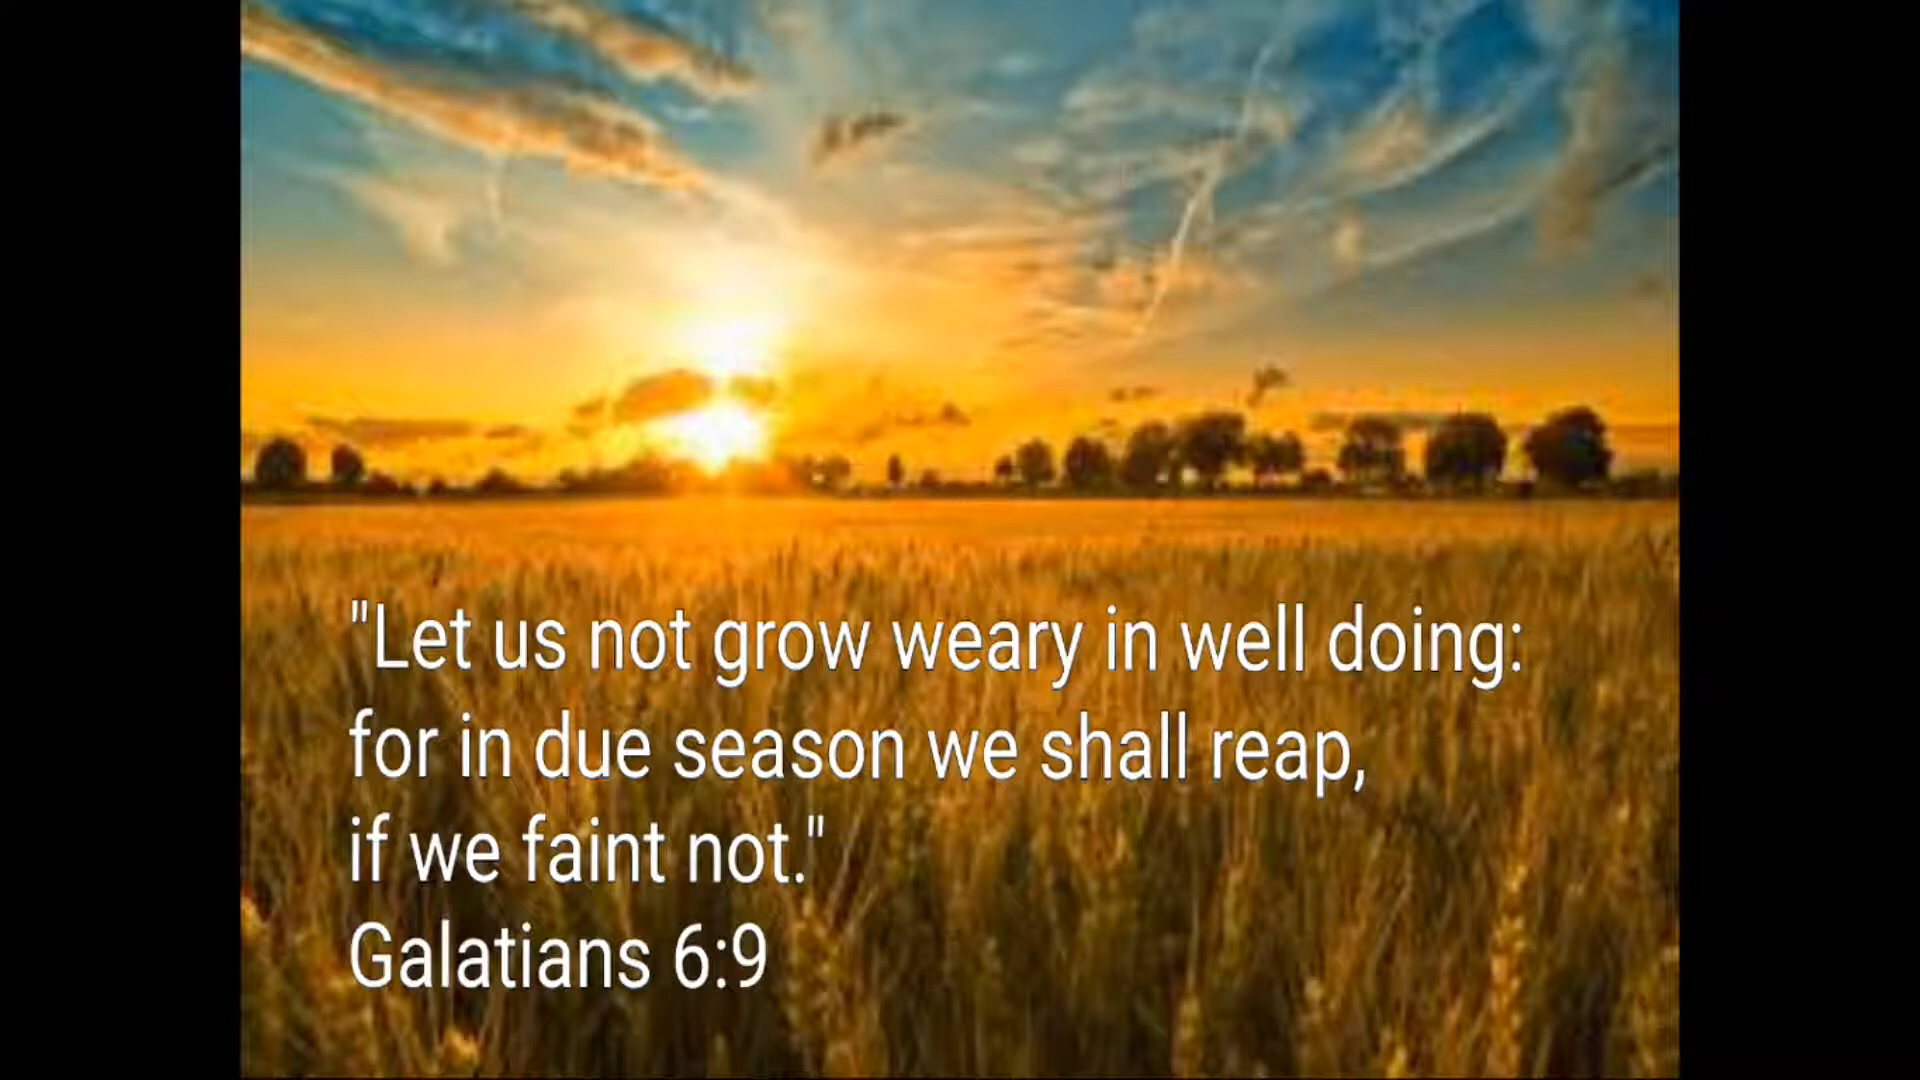 "Let us not grow weary in well doing:
for in due season we shall reap,
if we faint not."
Galatians 6:9